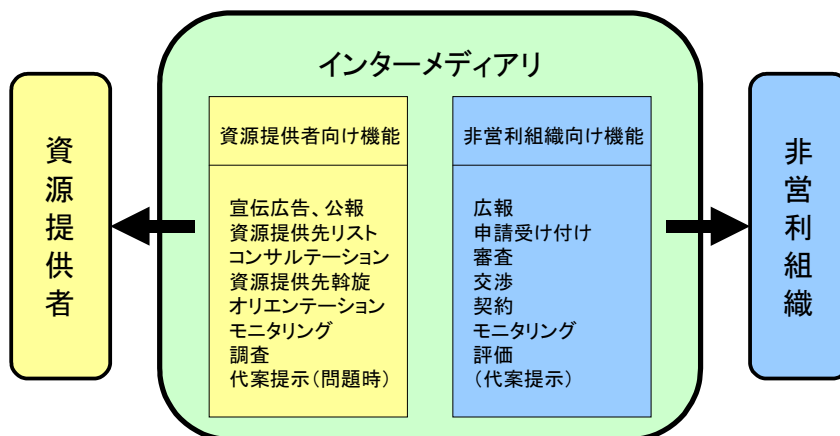 インターメディアリ
資源提供者
資源提供者向け機能
宣伝広告、公報
資源提供先リスト
コンサルテーション
資源提供先斡旋
オリエンテーション
モニタリング
調査
代案提示(問題時)
非営利組織向け機能
広報
申請受け付け
審査
交渉
契約
モニタリング
評価
(代案提示)
非営利組織